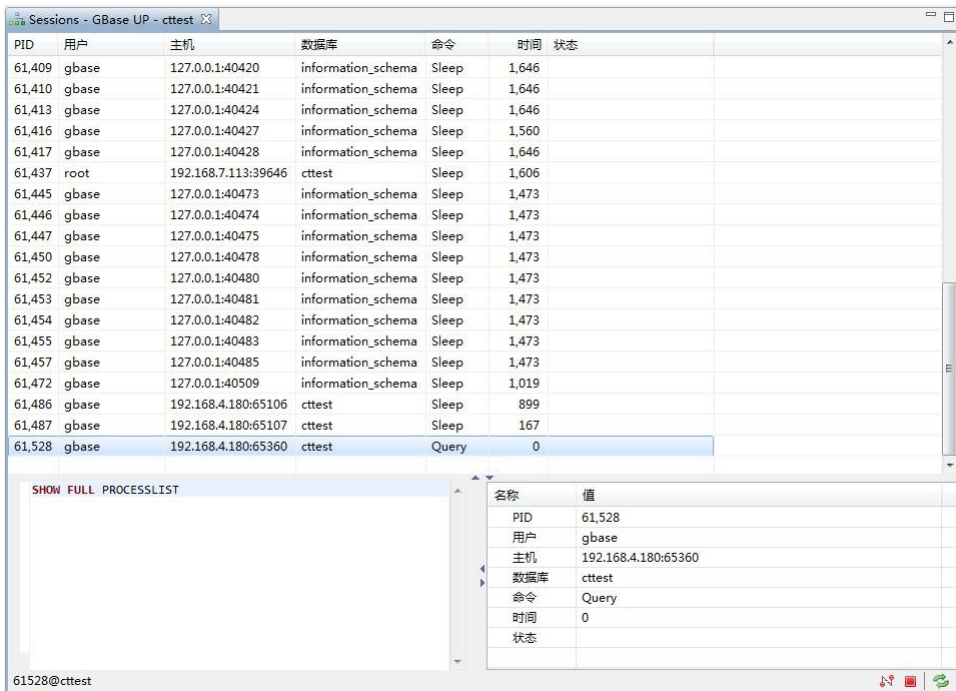 Sessions - GBase UP - cttest
PID 用户 主机 数据库 命令 时间 状态
61,409 gbase 127.0.0.1:40420 information_schema Sleep 1,646
61,410 gbase 127.0.0.1:40421 information_schema Sleep 1,646
61,413 gbase 127.0.0.1:40424 information_schema Sleep 1,646
61,416 gbase 127.0.0.1:40427 information_schema Sleep 1,560
61,417 gbase 127.0.0.1:40428 information_schema Sleep 1,646
61,437 root 192.168.7.113:39646 cttest Sleep 1,606
61,445 gbase 127.0.0.1:40473 information_schema Sleep 1,473
61,446 gbase 127.0.0.1:40474 information_schema Sleep 1,473
61,447 gbase 127.0.0.1:40475 information_schema Sleep 1,473
61,450 gbase 127.0.0.1:40478 information_schema Sleep 1,473
61,452 gbase 127.0.0.1:40480 information_schema Sleep 1,473
61,453 gbase 127.0.0.1:40481 information_schema Sleep 1,473
61,454 gbase 127.0.0.1:40482 information_schema Sleep 1,473
61,455 gbase 127.0.0.1:40483 information_schema Sleep 1,473
61,457 gbase 127.0.0.1:40485 information_schema Sleep 1,473
61,472 gbase 127.0.0.1:40509 information_schema Sleep 1,019
61,486 gbase 192.168.4.180:65106 cttest Sleep 899
61,487 gbase 192.168.4.180:65107 cttest Sleep 167
61,528 gbase 192.168.4.180:65360 cttest Query 0
SHOW FULL PROCESSLIST
名称 值
PID 61,528
用户 gbase
主机 192.168.4.180:65360
数据库 cttest
命令 Query
时间 0
状态
61528@cttest